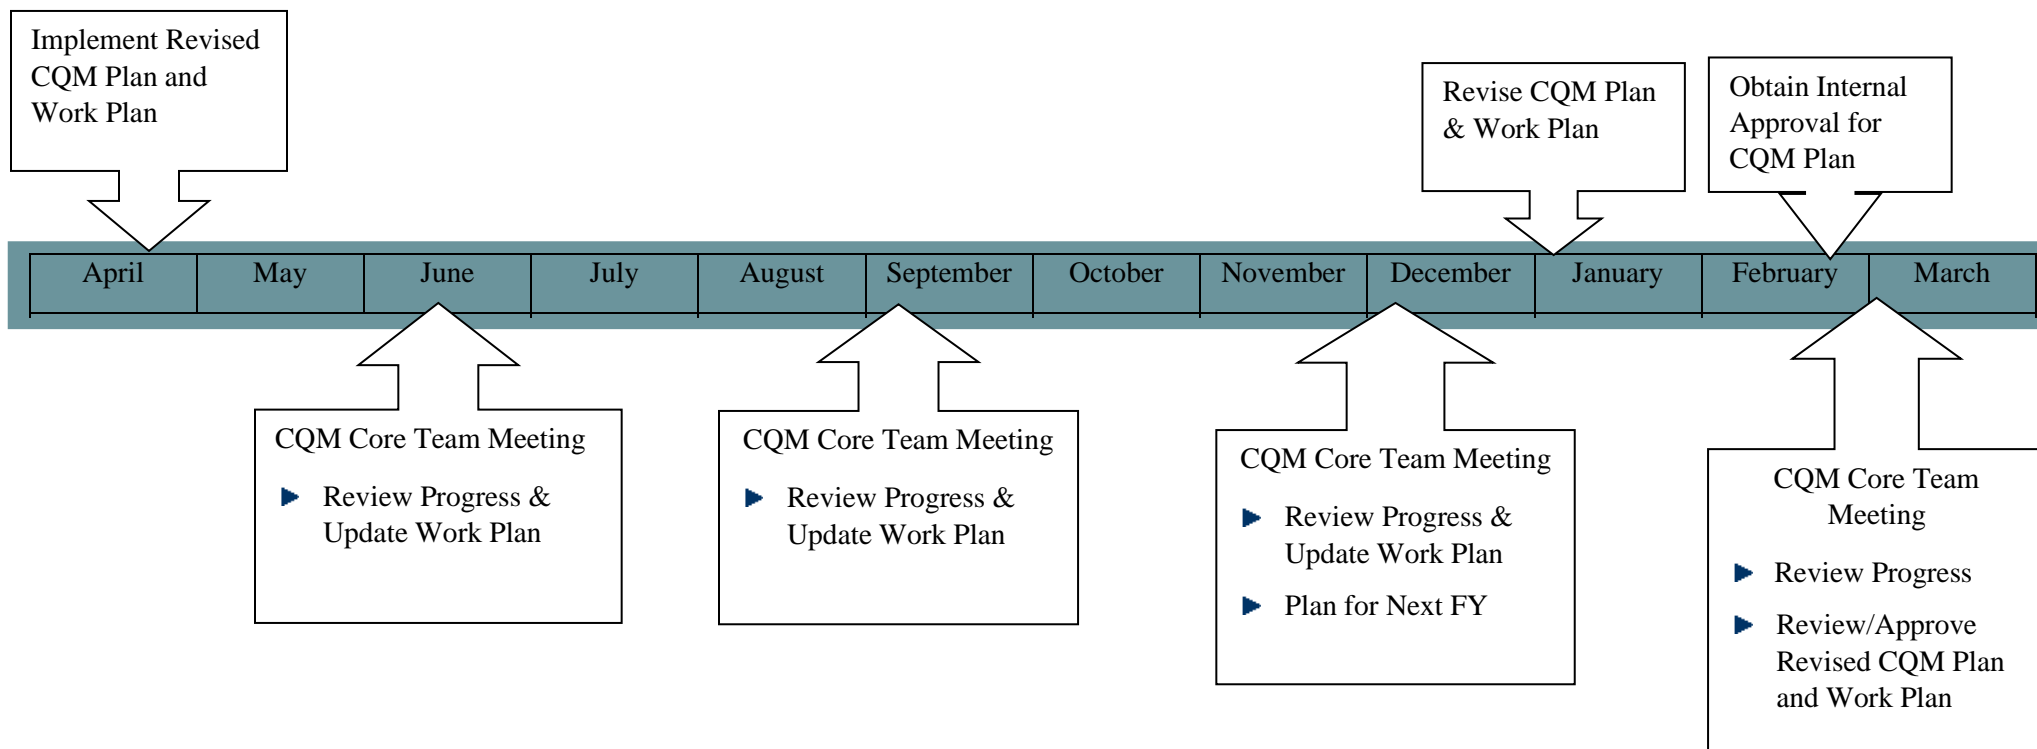 Implement Revised
CQM Plan and
Work Plan
Revise CQM Plan
& Work Plan
Obtain Internal
Approval for
CQM Plan
April May June July August September October November December January February March
CQM Core Team Meeting
Review Progress &
Update Work Plan
CQM Core Team Meeting
Review Progress &
Update Work Plan
CQM Core Team Meeting
Review Progress &
Update Work Plan
Plan for Next FY
CQM Core Team
Meeting
Review Progress
Review/Approve
Revised CQM Plan
and Work Plan